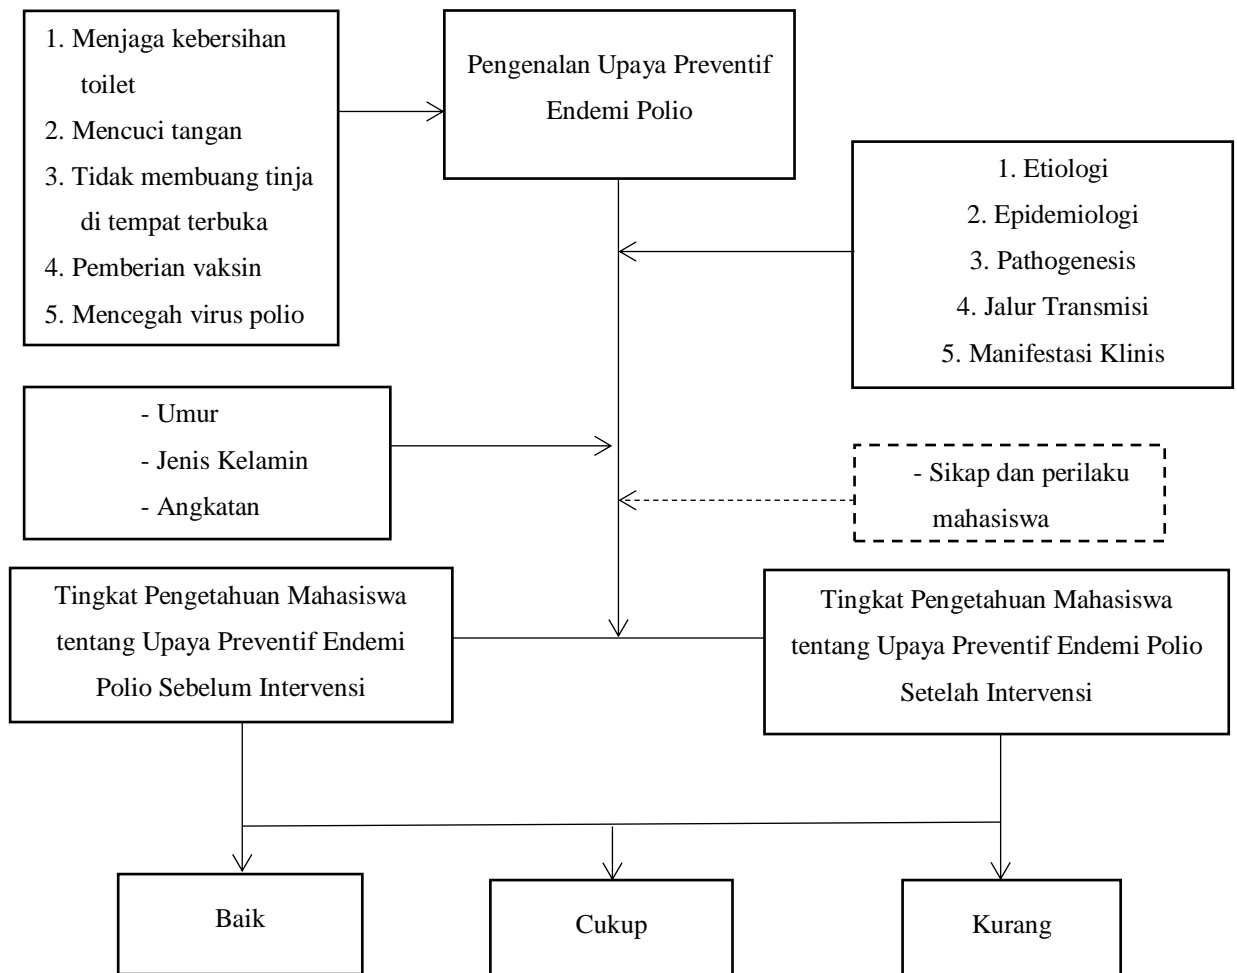 1. Menjaga kebersihan
toilet
2. Mencuci tangan
3. Tidak membuang tinja
di tempat terbuka
4. Pemberian vaksin
5. Mencegah virus polio
Pengenalan Upaya Preventif
Endemi Polio
1. Etiologi
2. Epidemiologi
3. Pathogenesis
4. Jalur Transmisi
5. Manifestasi Klinis
- Umur
- Jenis Kelamin
- Angkatan
- Sikap dan perilaku
mahasiswa
Tingkat Pengetahuan Mahasiswa
tentang Upaya Preventif Endemi
Polio Sebelum Intervensi
Tingkat Pengetahuan Mahasiswa
tentang Upaya Preventif Endemi Polio
Setelah Intervensi
Baik
Cukup
Kurang